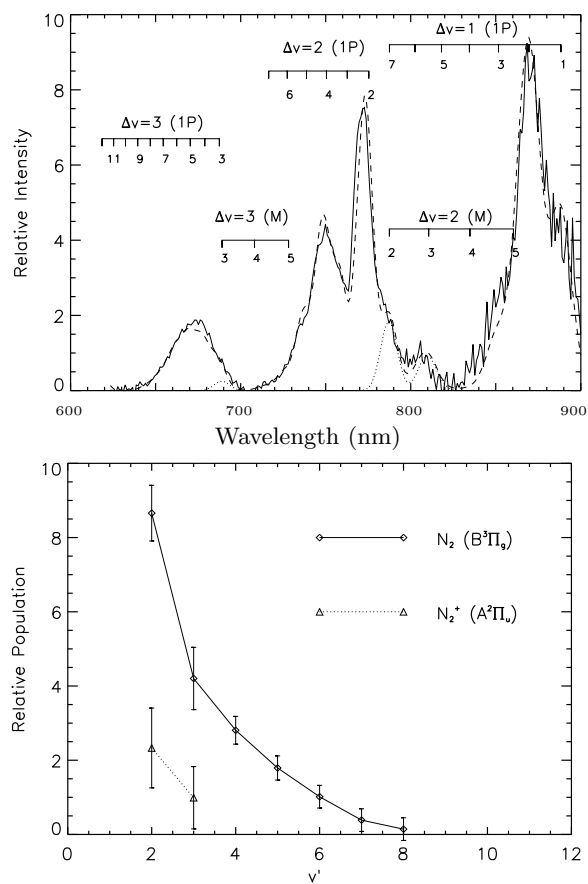 10
8
6
4
2
0
Relative Intensity
Δv=1 (1P)
7 5 3 1
Δv=2 (1P)
6 4 2
Δv=3 (1P)
11 9 7 5 3
Δv=3 (M)
3 4 5
Δv=2 (M)
2 3 4 5
600 700 800 900
Wavelength (nm)
10
8
6
4
2
0
Relative Population
N₂ (B³Π_g)
N₂⁺ (A²Π_u)
0 2 4 6 8 10 12
v'